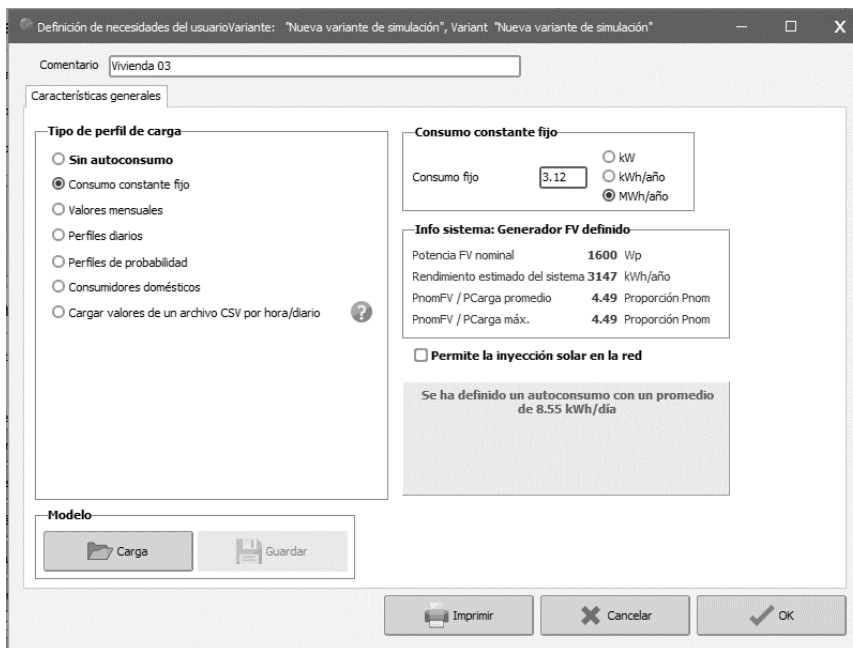 Definición de necesidades del usuarioVariante: "Nueva variante de simulación", Variant "Nueva variante de simulación"
Comentario Vivienda 03
Características generales
Tipo de perfil de carga
Sin autoconsumo
Consumo constante fijo
Valores mensuales
Perfiles diarios
Perfiles de probabilidad
Consumidores domésticos
Cargar valores de un archivo CSV por hora/diario
?
Consumo constante fijo
Consumo fijo 3.12
kW
kWh/año
MWh/año
Info sistema: Generador FV definido
Potencia FV nominal 1600 Wp
Rendimiento estimado del sistema 3147 kWh/año
PnomFV / PCarga promedio 4.49 Proporción Pnom
PnomFV / PCarga máx. 4.49 Proporción Pnom
Permite la inyección solar en la red
Se ha definido un autoconsumo con un promedio
de 8.55 kWh/día
Modelo
Carga
Guardar
Imprimir
Cancelar
OK